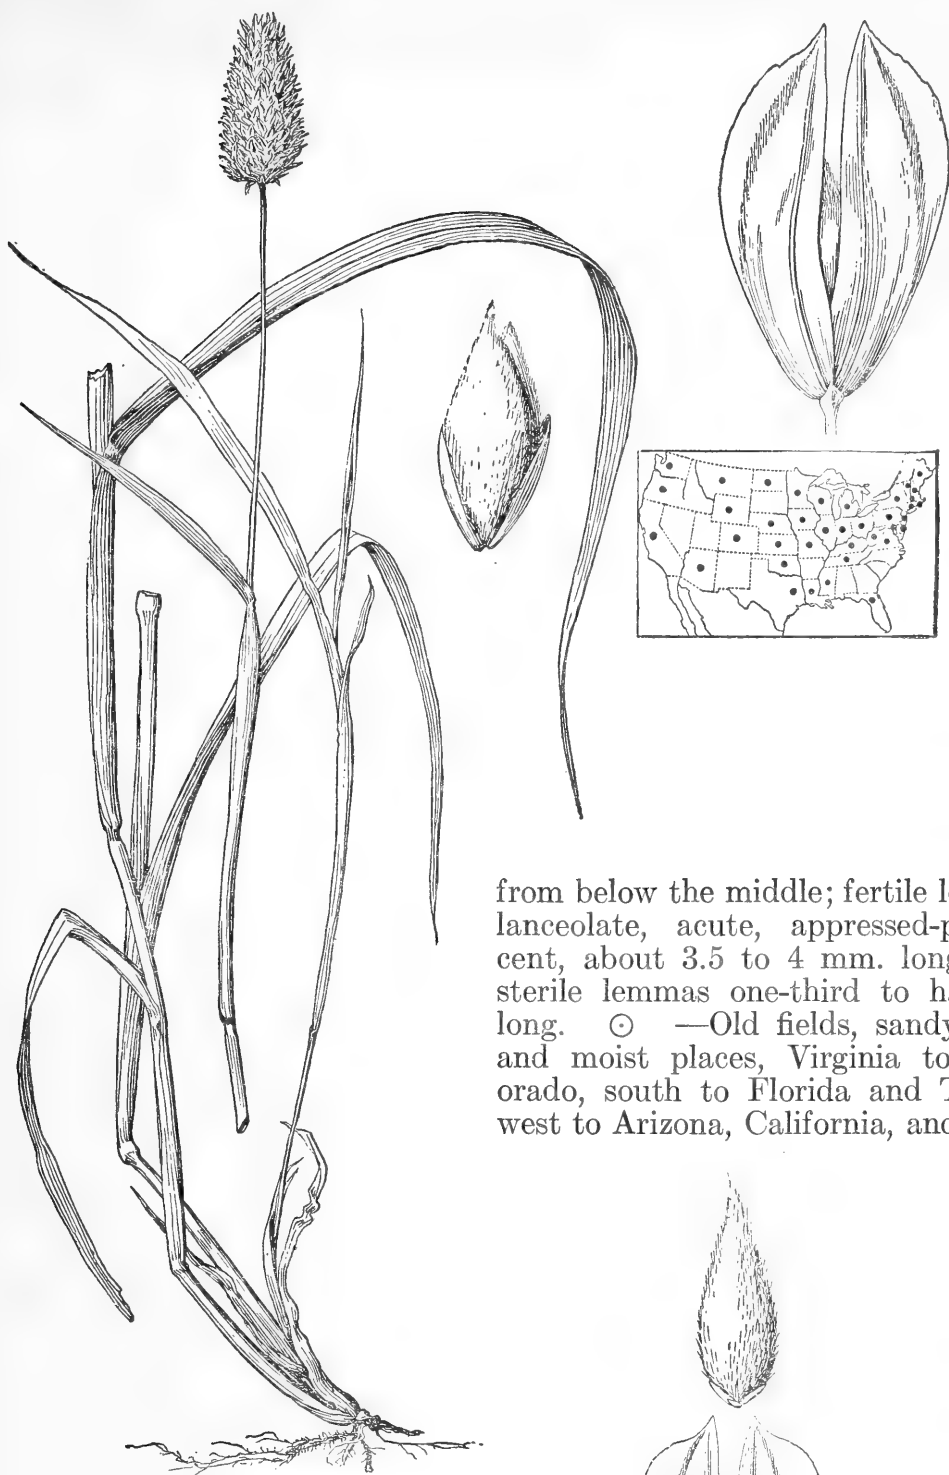 from below the middle; fertile
lanceolate, acute, appressed-
cent, about 3.5 to 4 mm. long
sterile lemmas one-third to
long. ⊙ —Old fields, sandy
and moist places, Virginia to
orado, south to Florida and
west to Arizona, California, and